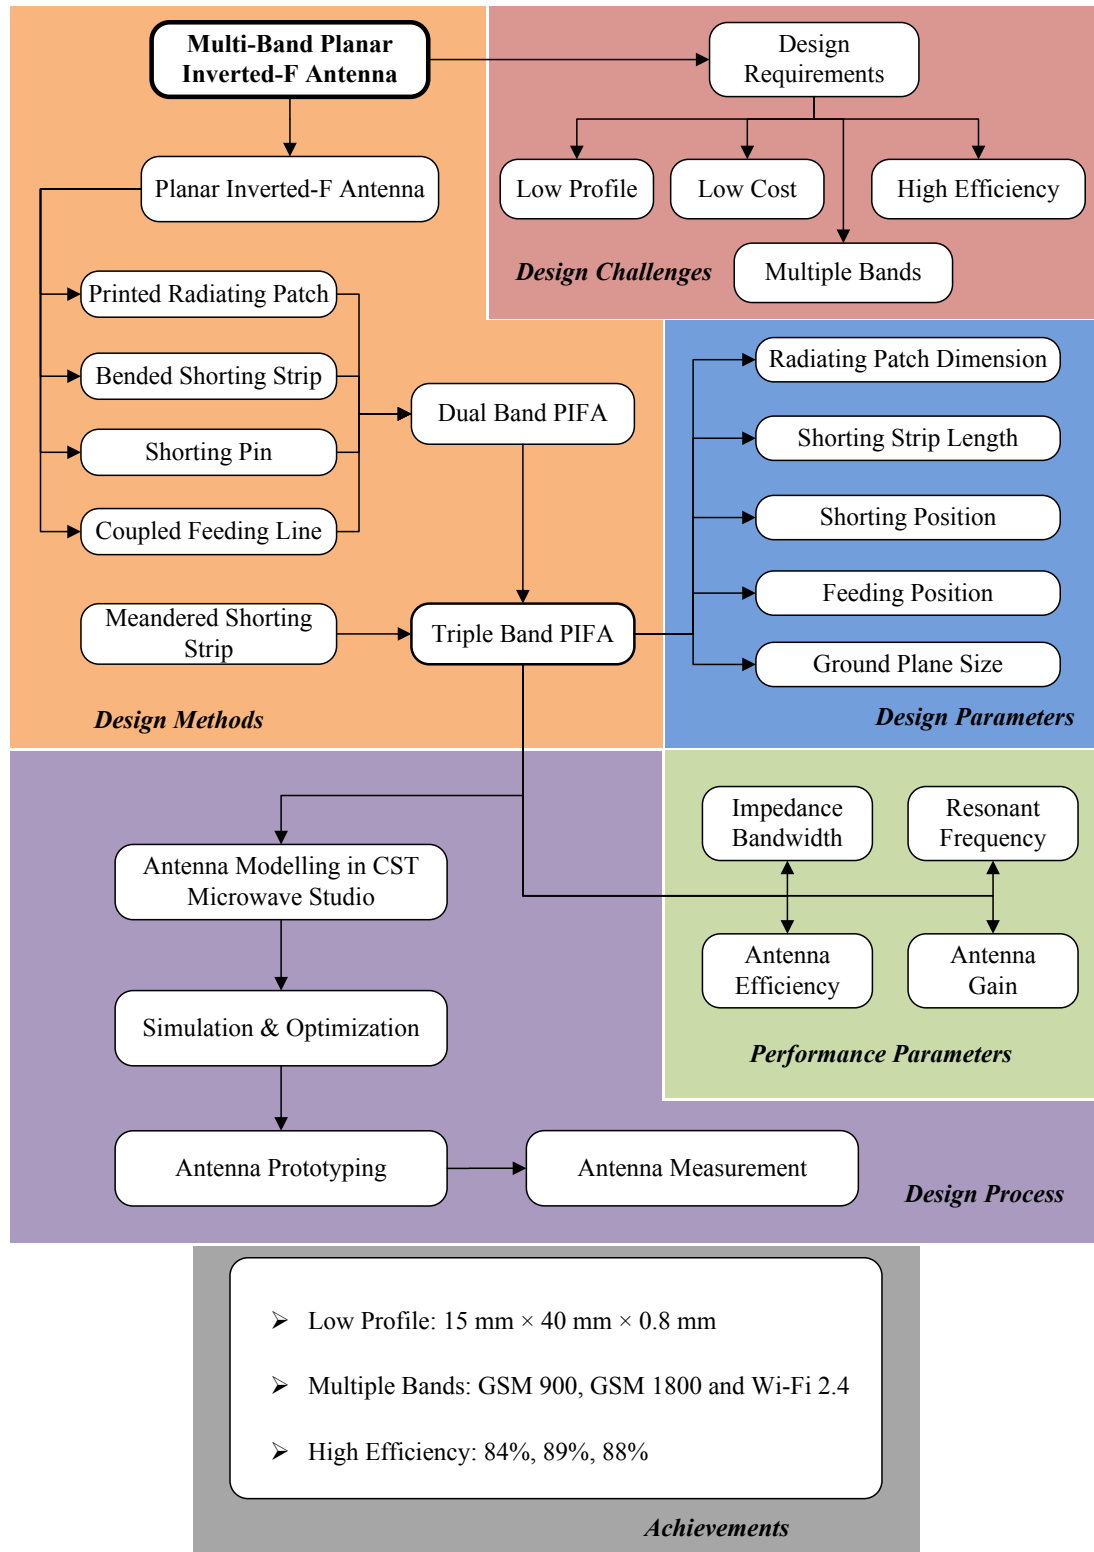 Multi-Band Planar
Inverted-F Antenna
Design
Requirements
Planar Inverted-F Antenna
Low Profile
Low Cost
High Efficiency
Multiple Bands
Design Challenges
Printed Radiating Patch
Bended Shorting Strip
Shorting Pin
Coupled Feeding Line
Dual Band PIFA
Meandered Shorting
Strip
Triple Band PIFA
Design Methods
Radiating Patch Dimension
Shorting Strip Length
Shorting Position
Feeding Position
Ground Plane Size
Design Parameters
Antenna Modelling in CST
Microwave Studio
Simulation & Optimization
Antenna Prototyping
Antenna Measurement
Design Process
Impedance
Bandwidth
Resonant
Frequency
Antenna
Efficiency
Antenna
Gain
Performance Parameters
➢ Low Profile: 15 mm × 40 mm × 0.8 mm
➢ Multiple Bands: GSM 900, GSM 1800 and Wi-Fi 2.4
➢ High Efficiency: 84%, 89%, 88%
Achievements